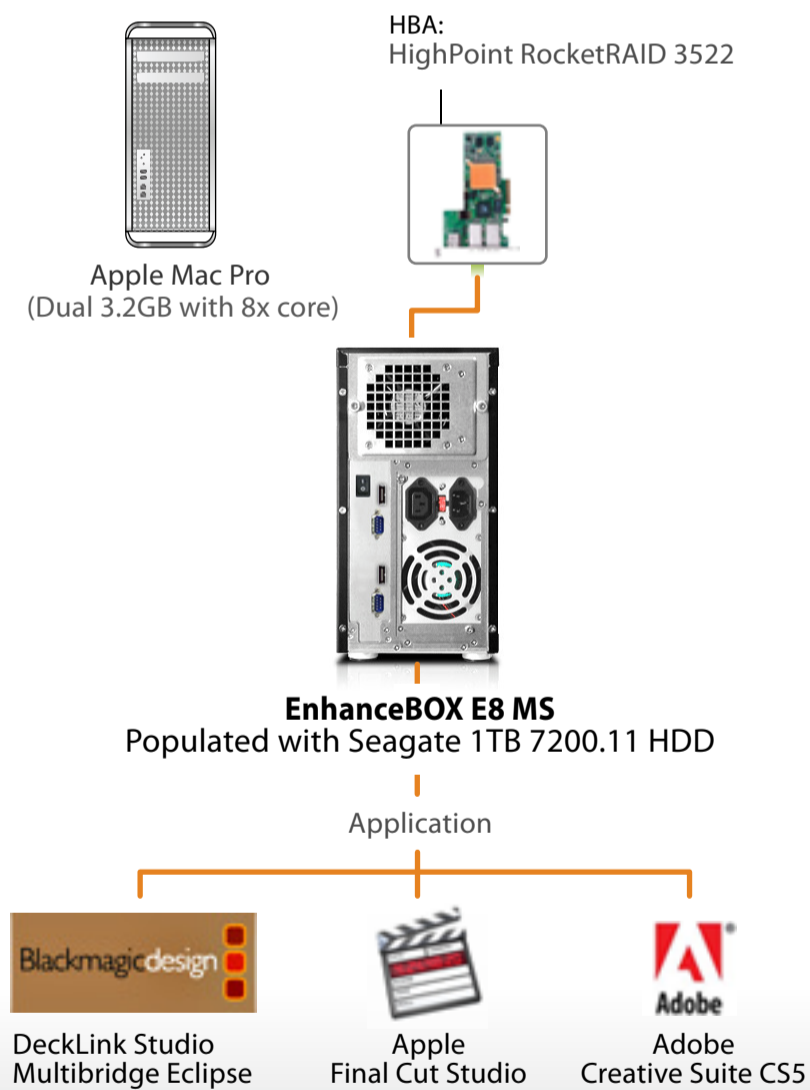 HBA:
HighPoint RocketRAID 3522
Apple Mac Pro
(Dual 3.2GB with 8x core)
EnhanceBOX E8 MS
Populated with Seagate 1TB 7200.11 HDD
Application
Blackmagicdesign
Adobe
DeckLink Studio
Multibridge Eclipse
Apple
Final Cut Studio
Adobe
Creative Suite CS5